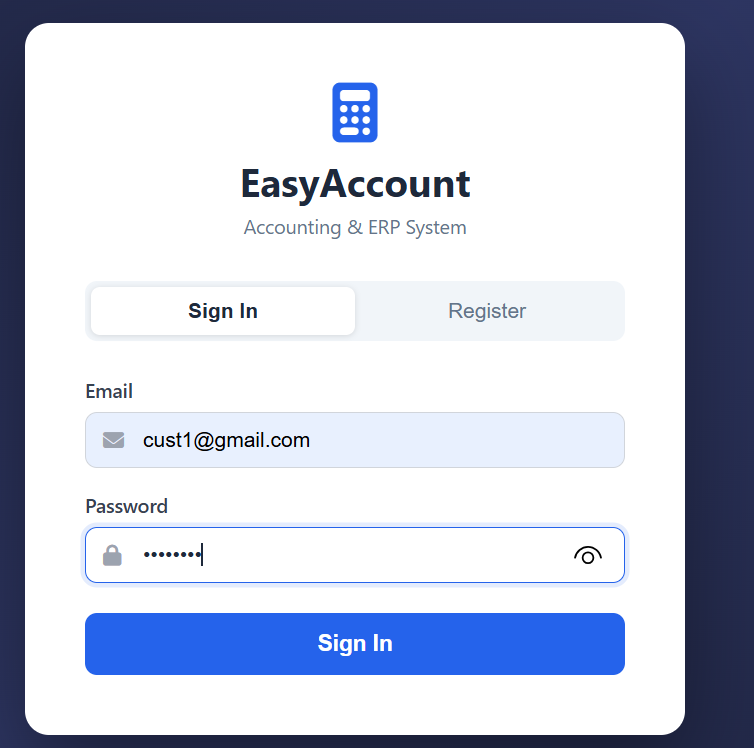 EasyAccount
Accounting & ERP System
Sign In
Register
Email
cust1@gmail.com
Password
••••••••
Sign In